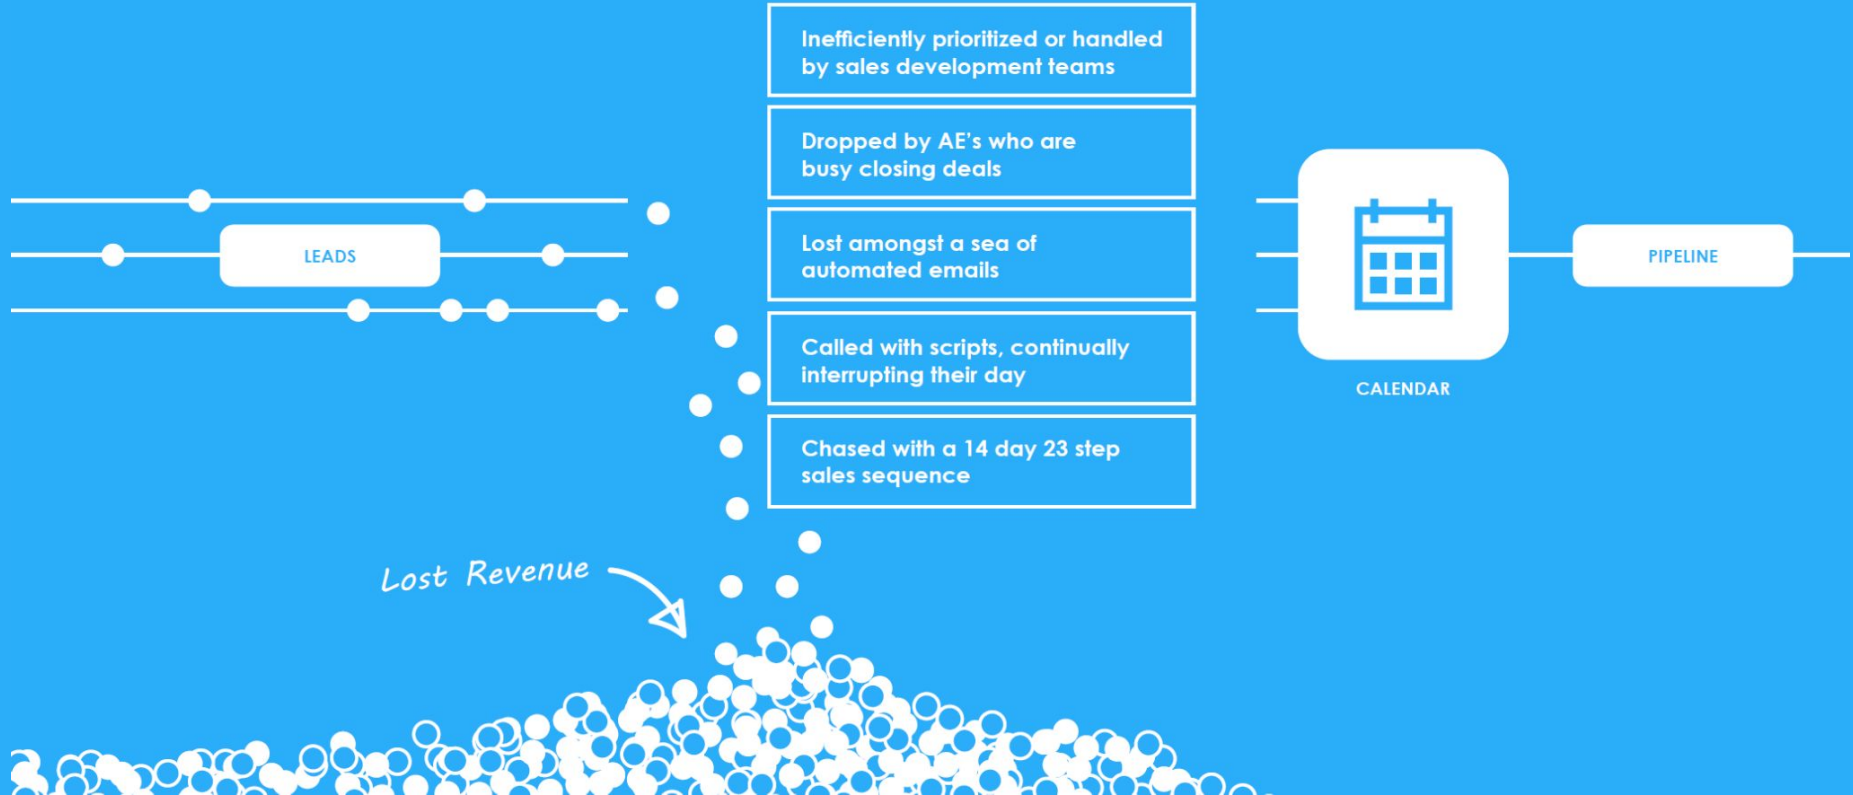 Inefficiently prioritized or handled
by sales development teams
Dropped by AE's who are
busy closing deals
LEADS
Lost amongst a sea of
automated emails
PIPELINE
Called with scripts, continually
interrupting their day
CALENDAR
Chased with a 14 day 23 step
sales sequence
Lost Revenue